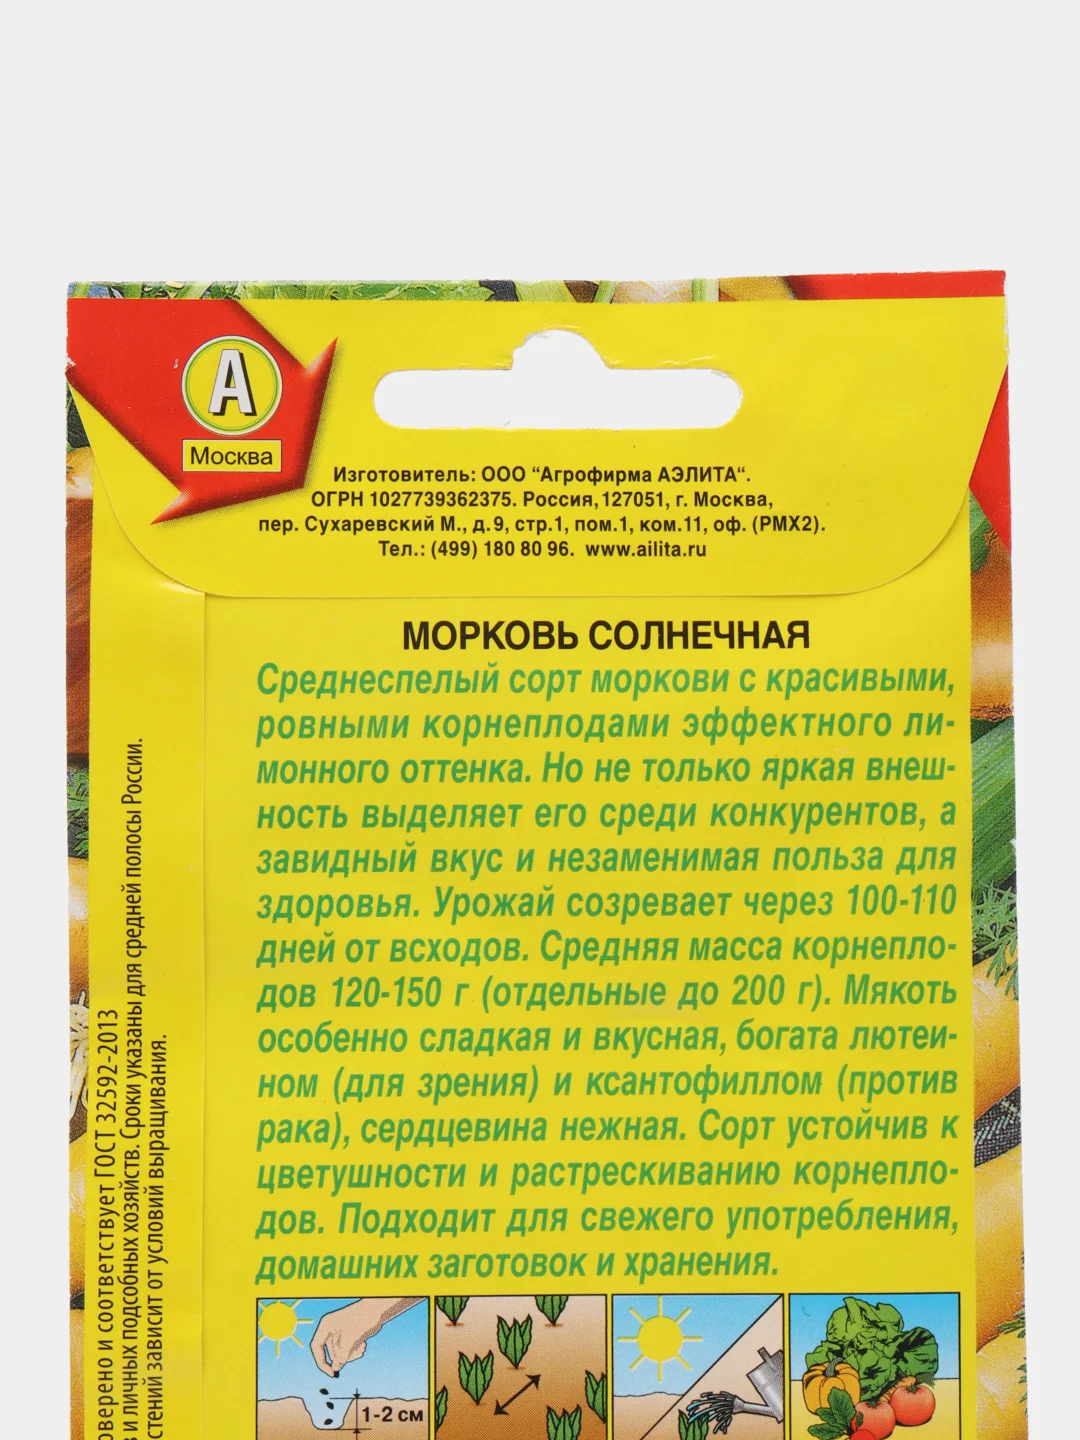 А
Москва
Изготовитель: ООО “Агрофирма АЭЛИТА“.
ОГРН 1027739362375. Россия, 127051, г. Москва,
пер. Сухаревский М., д.9, стр.1, пом.1, ком.11, оф. (РМХ2).
Тел.: (499) 180 80 96. www.ailita.ru
МОРКОВЬ СОЛНЕЧНАЯ
Среднеспелый сорт моркови с красивыми,
ровными корнеплодами эффектного ли-
монного оттенка. Но не только яркая внеш-
ность выделяет его среди конкурентов, а
завидный вкус и незаменимая польза для
здоровья. Урожай созревает через 100-110
дней от всходов. Средняя масса корнепло-
дов 120-150 г (отдельные до 200 г). Мякоть
особенно сладкая и вкусная, богата лютеи-
ном (для зрения) и ксантофиллом (против
рака), сердцевина нежная. Сорт устойчив к
цветушности и растрескиванию корнепло-
дов. Подходит для свежего употребления,
домашних заготовок и хранения.
1-2 см
и соответствует ГОСТ 32592-2013
и личных подсобных хозяйств. Сроки указаны для средней полосы России.
зависит от условий выращивания.